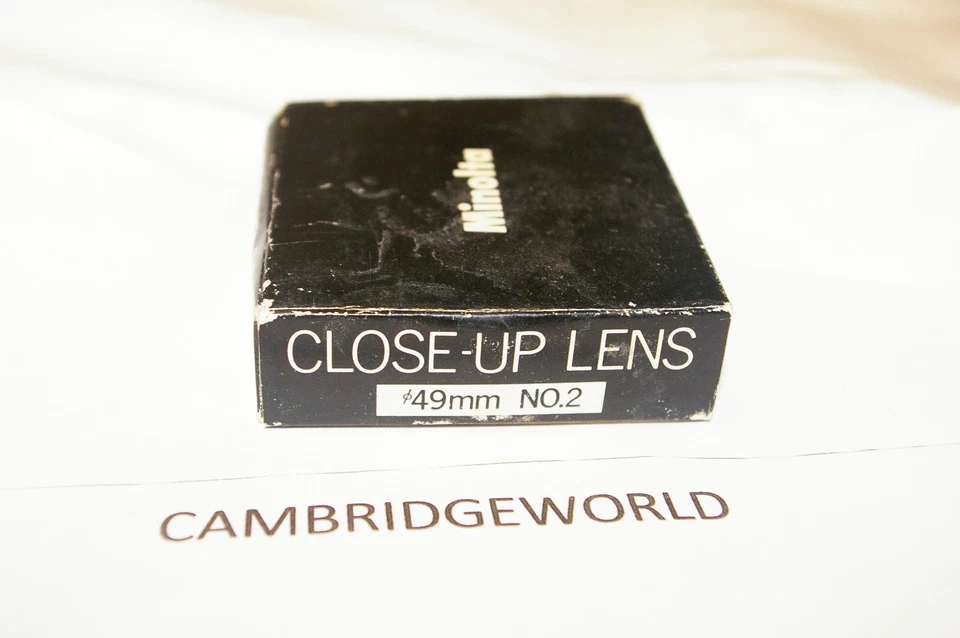 Minolta
CLOSE-UP LENS
φ49mm NO.2
CAMBRIDGEWORLD